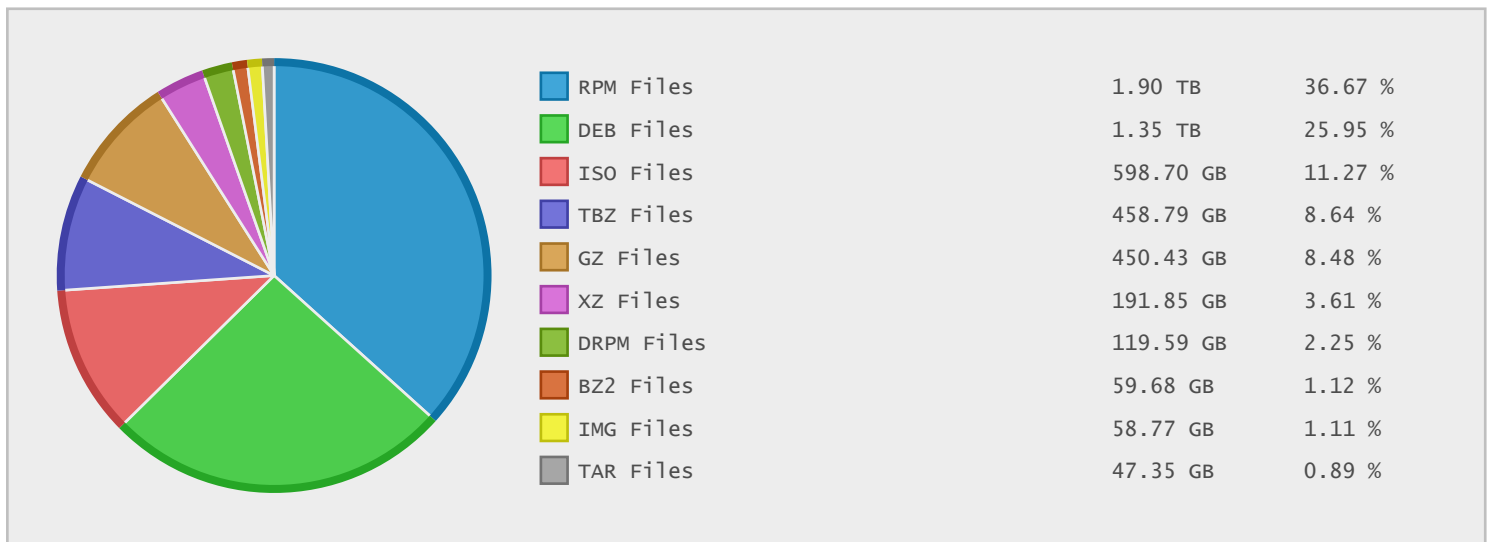 RPM Files 1.90 TB 36.67 %
DEB Files 1.35 TB 25.95 %
ISO Files 598.70 GB 11.27 %
TBZ Files 458.79 GB 8.64 %
GZ Files 450.43 GB 8.48 %
XZ Files 191.85 GB 3.61 %
DRPM Files 119.59 GB 2.25 %
BZ2 Files 59.68 GB 1.12 %
IMG Files 58.77 GB 1.11 %
TAR Files 47.35 GB 0.89 %